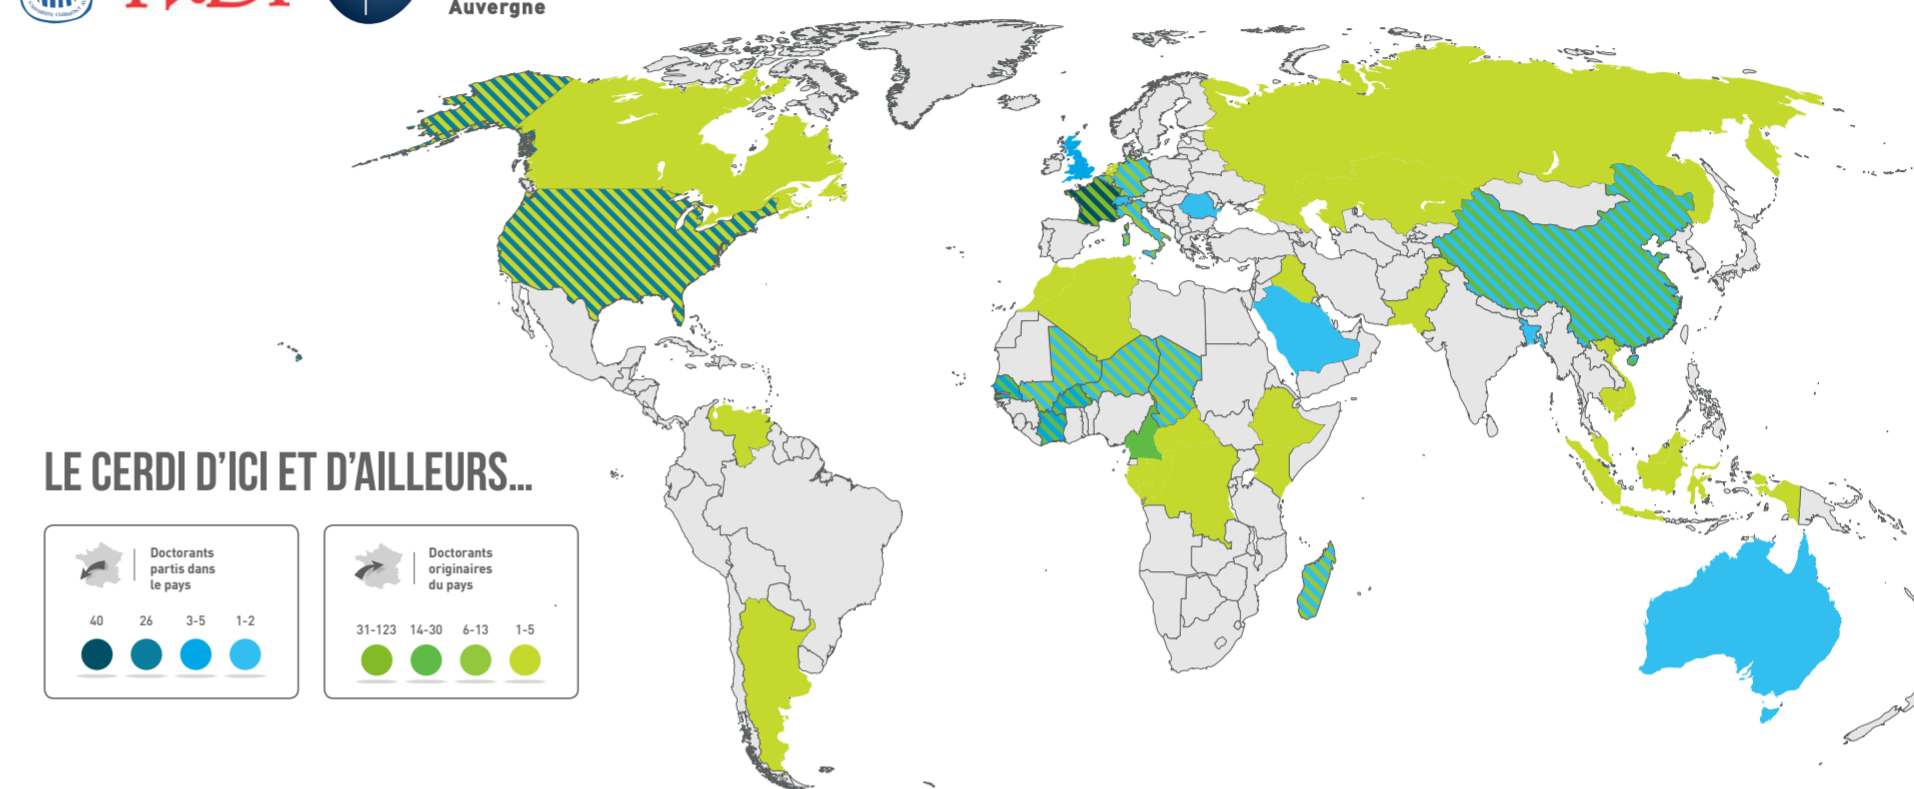 Auvergne
LE CERDI D'ICI ET D'AILLEURS...
Doctorants
partis dans
le pays
40 26 3-5 1-2
Doctorants
originaires
du pays
31-123 14-30 6-13 1-5